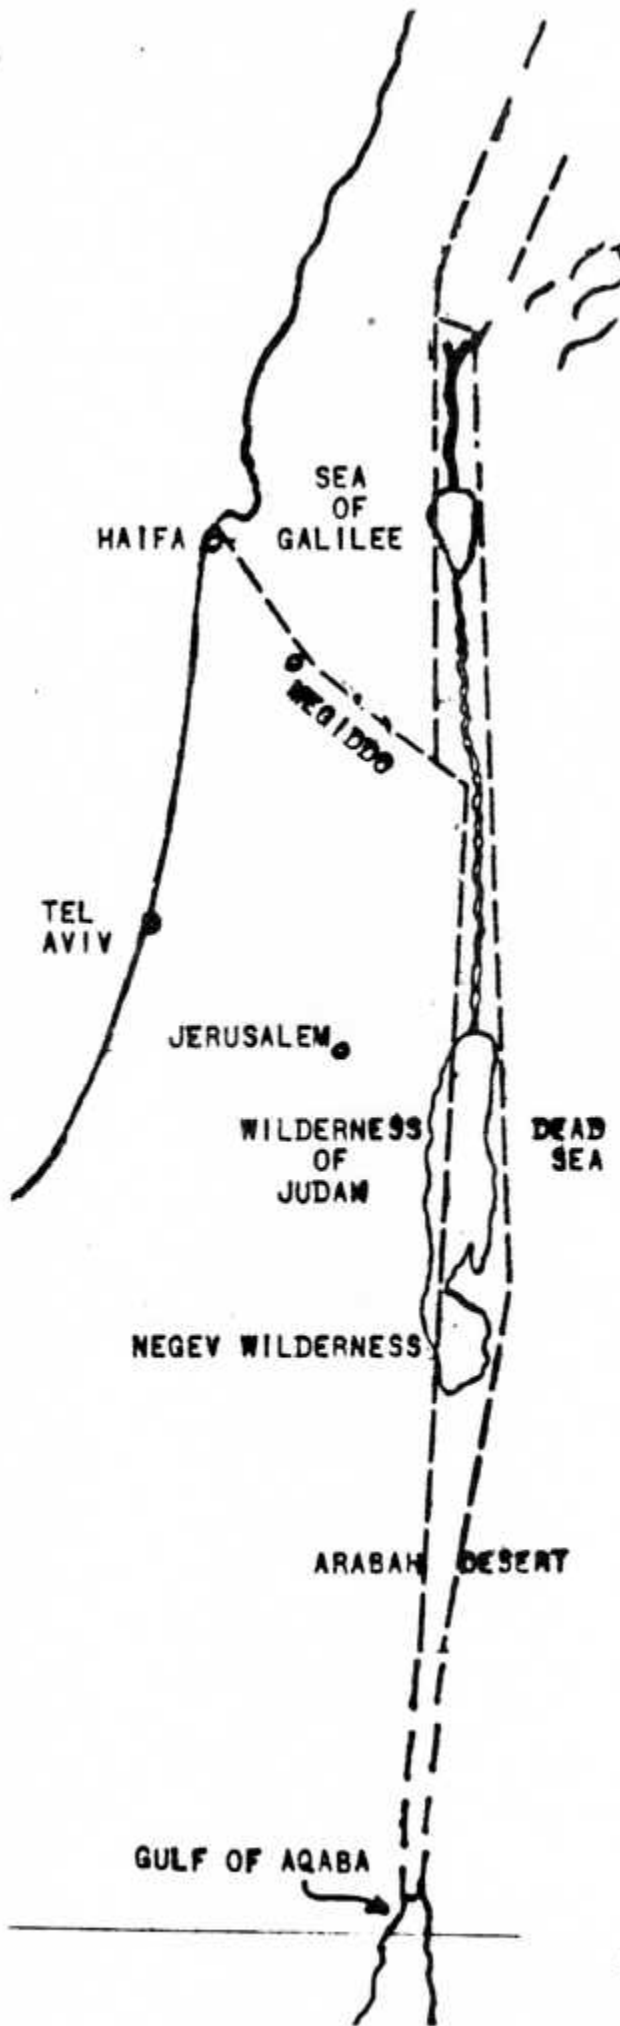 SEA
OF
GALILEE
HAIFA
MEGIDDO
TEL
AVIV
JERUSALEM
WILDERNESS
OF
JUDAH
DEAD
SEA
NEGEV WILDERNESS
ARABAH DESERT
GULF OF AQABA